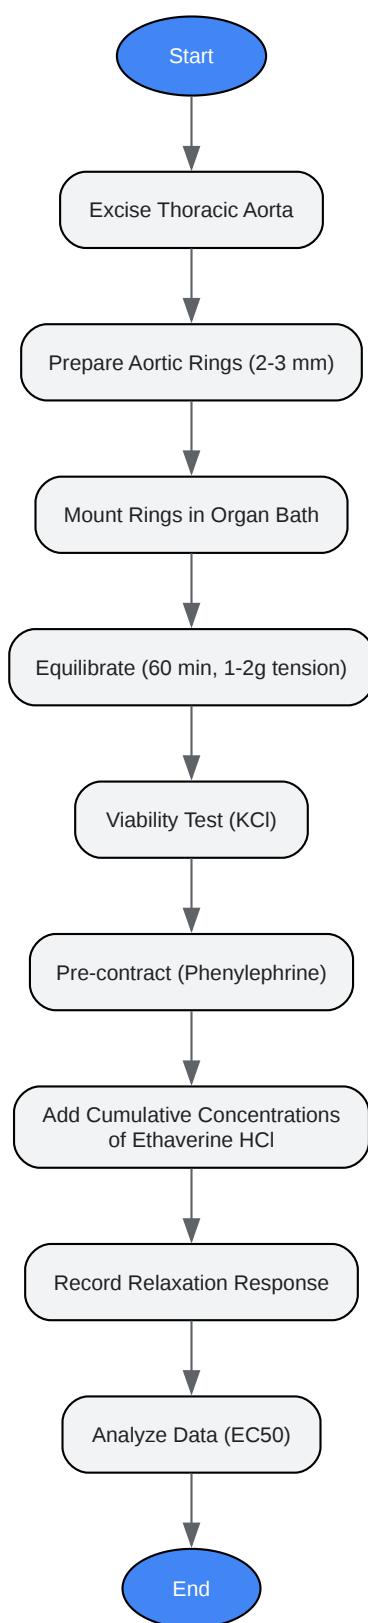 Start
Excise Thoracic Aorta
Prepare Aortic Rings (2-3 mm)
Mount Rings in Organ Bath
Equilibrate (60 min, 1-2g tension)
Viability Test (KCl)
Pre-contract (Phenylephrine)
Add Cumulative Concentrations
of Ethaverine HCl
Record Relaxation Response
Analyze Data (EC50)
End